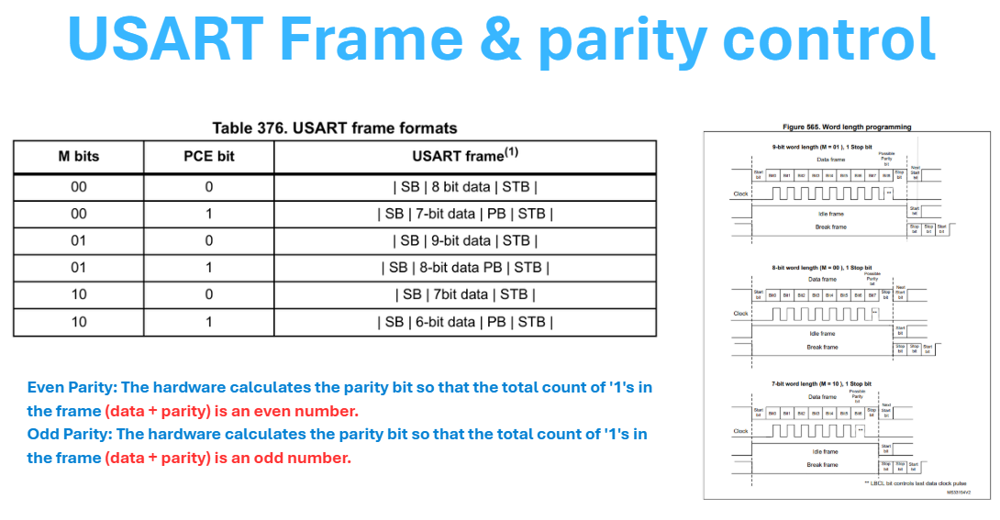 USART Frame & parity control
Table 376. USART frame formats
M bits PCE bit USART frame(1)
00 0 | SB | 8 bit data | STB |
00 1 | SB | 7-bit data | PB | STB |
01 0 | SB | 9-bit data | STB |
01 1 | SB | 8-bit data PB | STB |
10 0 | SB | 7bit data | STB |
10 1 | SB | 6-bit data | PB | STB |
Even Parity: The hardware calculates the parity bit so that the total count of '1's in
the frame (data + parity) is an even number.
Odd Parity: The hardware calculates the parity bit so that the total count of '1's in
the frame (data + parity) is an odd number.
Figure 565. Word length programming
9-bit word length (M = 01 ), 1 Stop bit
Data frame
Possible
Parity
bit
Start bit Bit0 Bit1 Bit2 Bit3 Bit4 Bit5 Bit6 Bit7 Bit8 Stop bit Next Start bit
Clock **
Idle frame Start bit
Break frame Stop bit Stop bit Start bit
8-bit word length (M = 00 ), 1 Stop bit
Data frame
Possible
Parity
bit
Start bit Bit0 Bit1 Bit2 Bit3 Bit4 Bit5 Bit6 Bit7 Stop bit Next Start bit
Clock **
Idle frame Start bit
Break frame Stop bit Stop bit Start bit
7-bit word length (M = 10 ), 1 Stop bit
Data frame
Possible
Parity
bit
Start bit Bit0 Bit1 Bit2 Bit3 Bit4 Bit5 Bit6 Stop bit Next Start bit
Clock **
Idle frame Start bit
Break frame Stop bit Stop bit Start bit
** LBCL bit controls last data clock pulse
MS33194V2